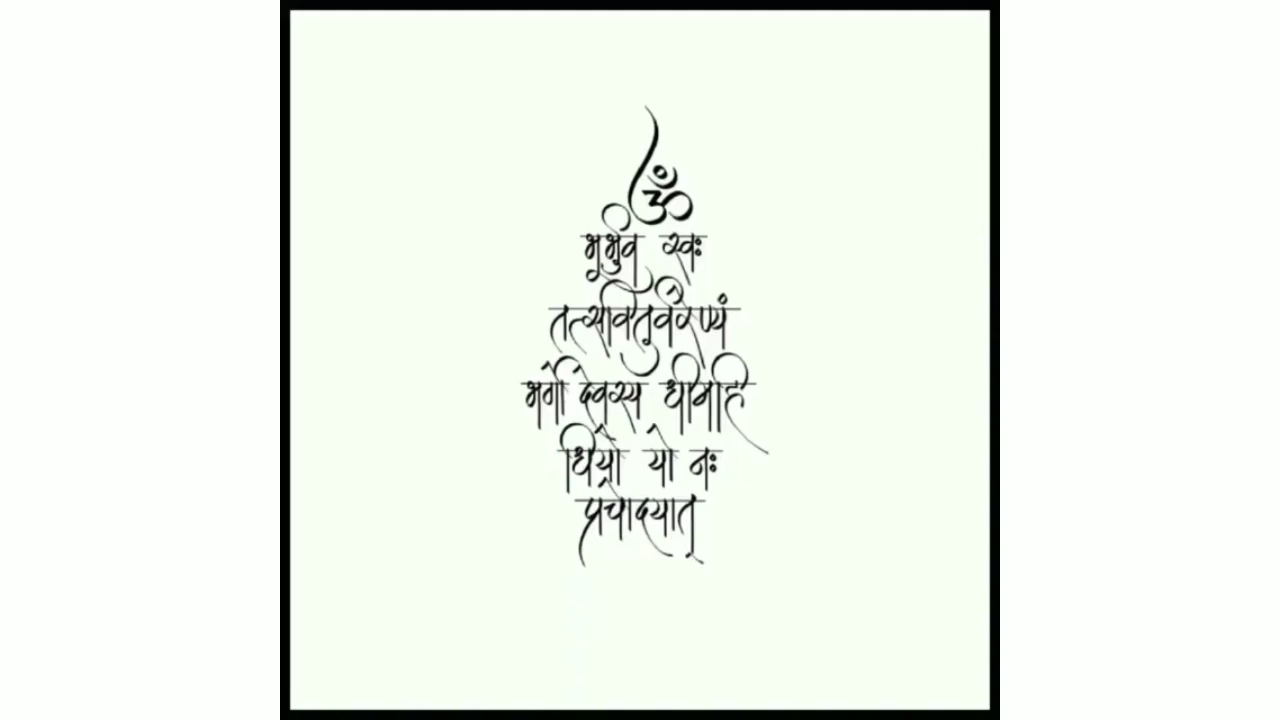 ॐ
भूर्भुव स्वः
तत्सवितुर्वरेण्यं
भर्गो देवस्य धीमहि
धियो यो नः
प्रचोदयात्